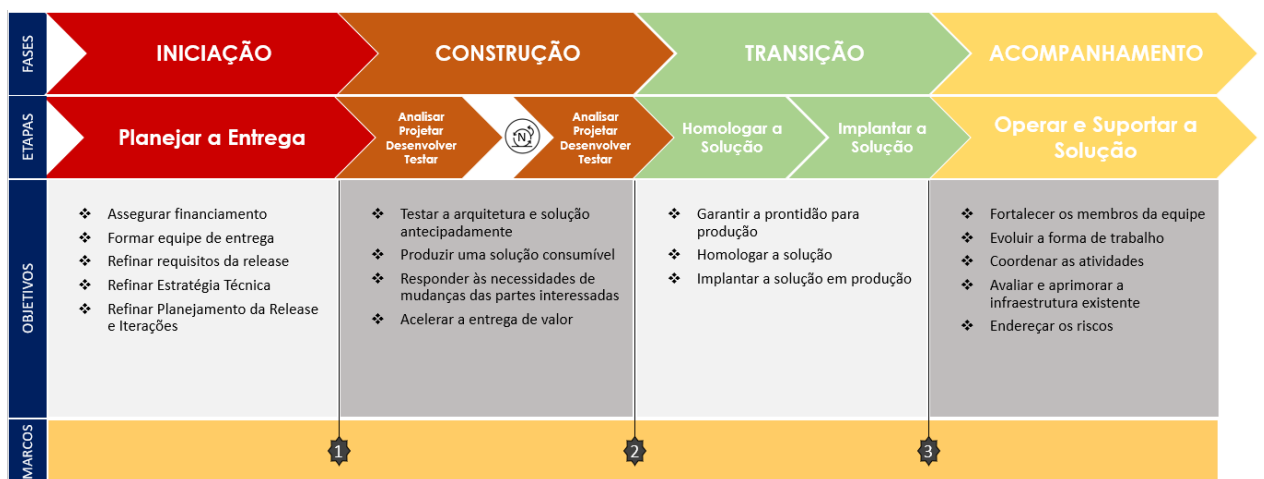 FASES
INICIAÇÃO
CONSTRUÇÃO
TRANSIÇÃO
ACOMPANHAMENTO
ETAPAS
Planejar a Entrega
Analisar
Projetar
Desenvolver
Testar
N
Analisar
Projetar
Desenvolver
Testar
Homologar a
Solução
Implantar a
Solução
Operar e Suportar a
Solução
OBJETIVOS
Assegurar financiamento
Formar equipe de entrega
Refinar requisitos da release
Refinar Estratégia Técnica
Refinar Planejamento da Release
e Iterações
Testar a arquitetura e solução
antecipadamente
Produzir uma solução consumível
Responder às necessidades de
mudanças das partes interessadas
Acelerar a entrega de valor
Garantir a prontidão para
produção
Homologar a solução
Implantar a solução em produção
Fortalecer os membros da equipe
Evoluir a forma de trabalho
Coordenar as atividades
Avaliar e aprimorar a
infraestrutura existente
Endereçar os riscos
MARCOS
1
2
3